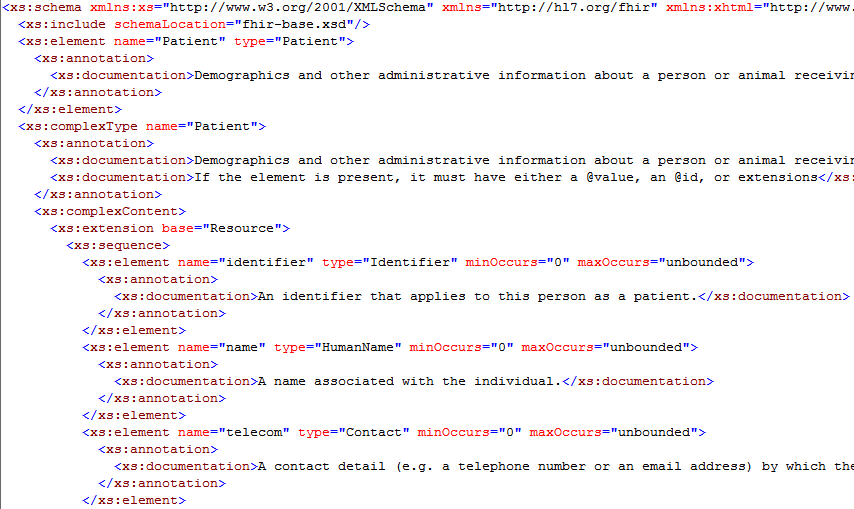 <xs:schema xmlns:xs="http://www.w3.org/2001/XMLSchema" xmlns="http://hl7.org/fhir" xmlns:xhtml="http://www.
<xs:include schemaLocation="fhir-base.xsd"/>
<xs:element name="Patient" type="Patient">
<xs:annotation>
<xs:documentation>Demographics and other administrative information about a person or animal receivin
</xs:annotation>
</xs:element>
<xs:complexType name="Patient">
<xs:annotation>
<xs:documentation>Demographics and other administrative information about a person or animal receivin
<xs:documentation>If the element is present, it must have either a @value, an @id, or extensions</xs:
</xs:annotation>
<xs:complexContent>
<xs:extension base="Resource">
<xs:sequence>
<xs:element name="identifier" type="Identifier" minOccurs="0" maxOccurs="unbounded">
<xs:annotation>
<xs:documentation>An identifier that applies to this person as a patient.</xs:documentation>
</xs:annotation>
</xs:element>
<xs:element name="name" type="HumanName" minOccurs="0" maxOccurs="unbounded">
<xs:annotation>
<xs:documentation>A name associated with the individual.</xs:documentation>
</xs:annotation>
</xs:element>
<xs:element name="telecom" type="Contact" minOccurs="0" maxOccurs="unbounded">
<xs:annotation>
<xs:documentation>A contact detail (e.g. a telephone number or an email address) by which the
</xs:annotation>
</xs:element>